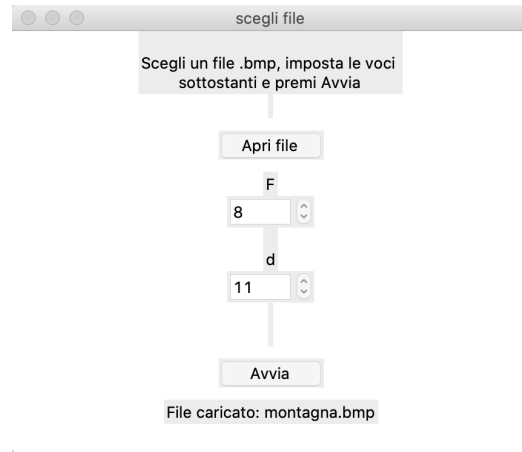 scegli file
Scegli un file .bmp, imposta le voci
sottostanti e premi Avvia
Apri file
F
8
d
11
Avvia
File caricato: montagna.bmp